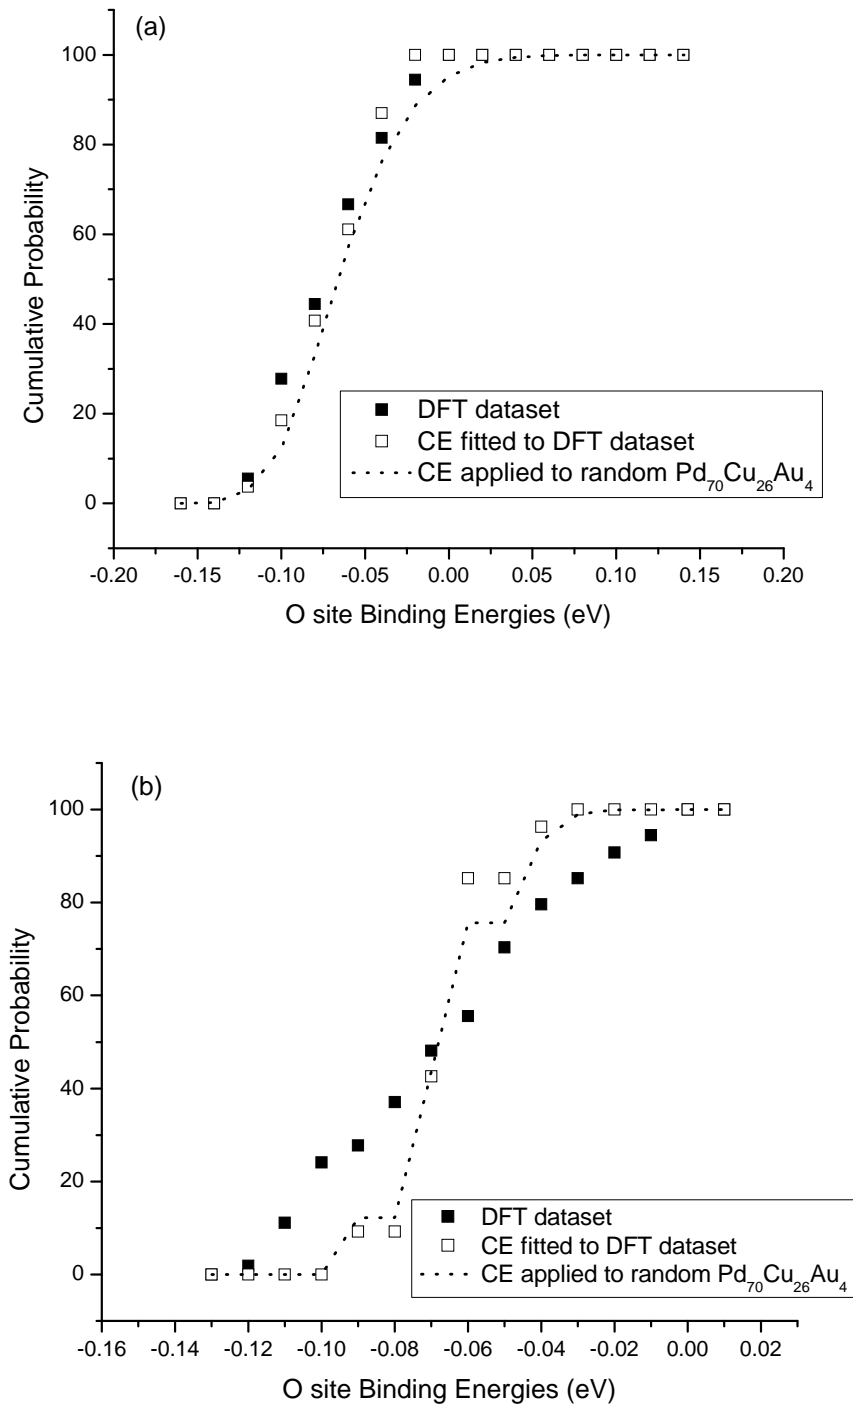 (a)
100
80
60
40
20
0
Cumulative Probability
DFT dataset
CE fitted to DFT dataset
CE applied to random Pd70Cu26Au4
-0.20 -0.15 -0.10 -0.05 0.00 0.05 0.10 0.15 0.20
O site Binding Energies (eV)
(b)
100
80
60
40
20
0
Cumulative Probability
DFT dataset
CE fitted to DFT dataset
CE applied to random Pd70Cu26Au4
-0.16 -0.14 -0.12 -0.10 -0.08 -0.06 -0.04 -0.02 0.00 0.02
O site Binding Energies (eV)